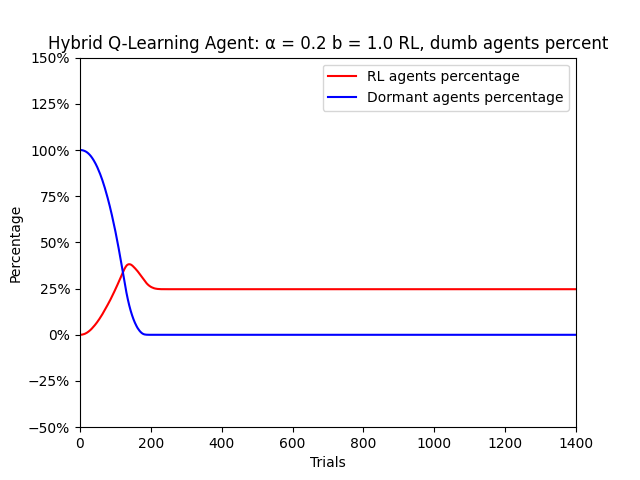 Hybrid Q-Learning Agent: α = 0.2 b = 1.0 RL, dumb agents percent
150%
125%
100%
75%
50%
25%
0%
−25%
−50%
Percentage
RL agents percentage
Dormant agents percentage
0 200 400 600 800 1000 1200 1400
Trials